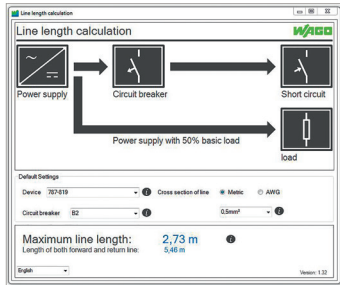 Line length calculation
Line length calculation
WAGO
Power supply
Circuit breaker
Short circuit
Power supply with 50% basic load
load
Default Settings
Device 787-819 Cross section of line Metric AWG
Circuit breaker B2 0,5mm²
Maximum line length: 2,73 m
Length of both forward and return line: 5,46 m
English
Version: 1.32